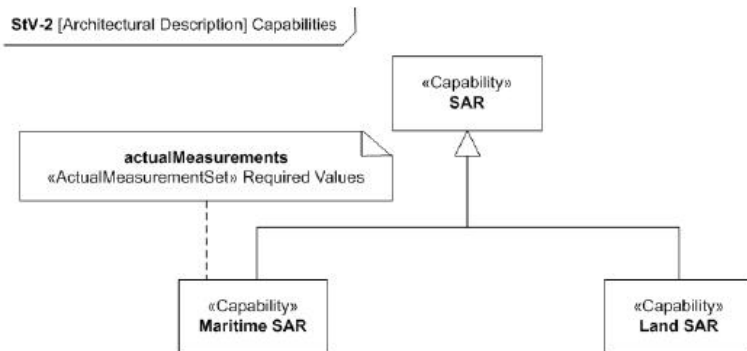 StV-2 [Architectural Description] Capabilities
«Capability»
SAR
actualMeasurements
«ActualMeasurementSet» Required Values
«Capability»
Maritime SAR
«Capability»
Land SAR